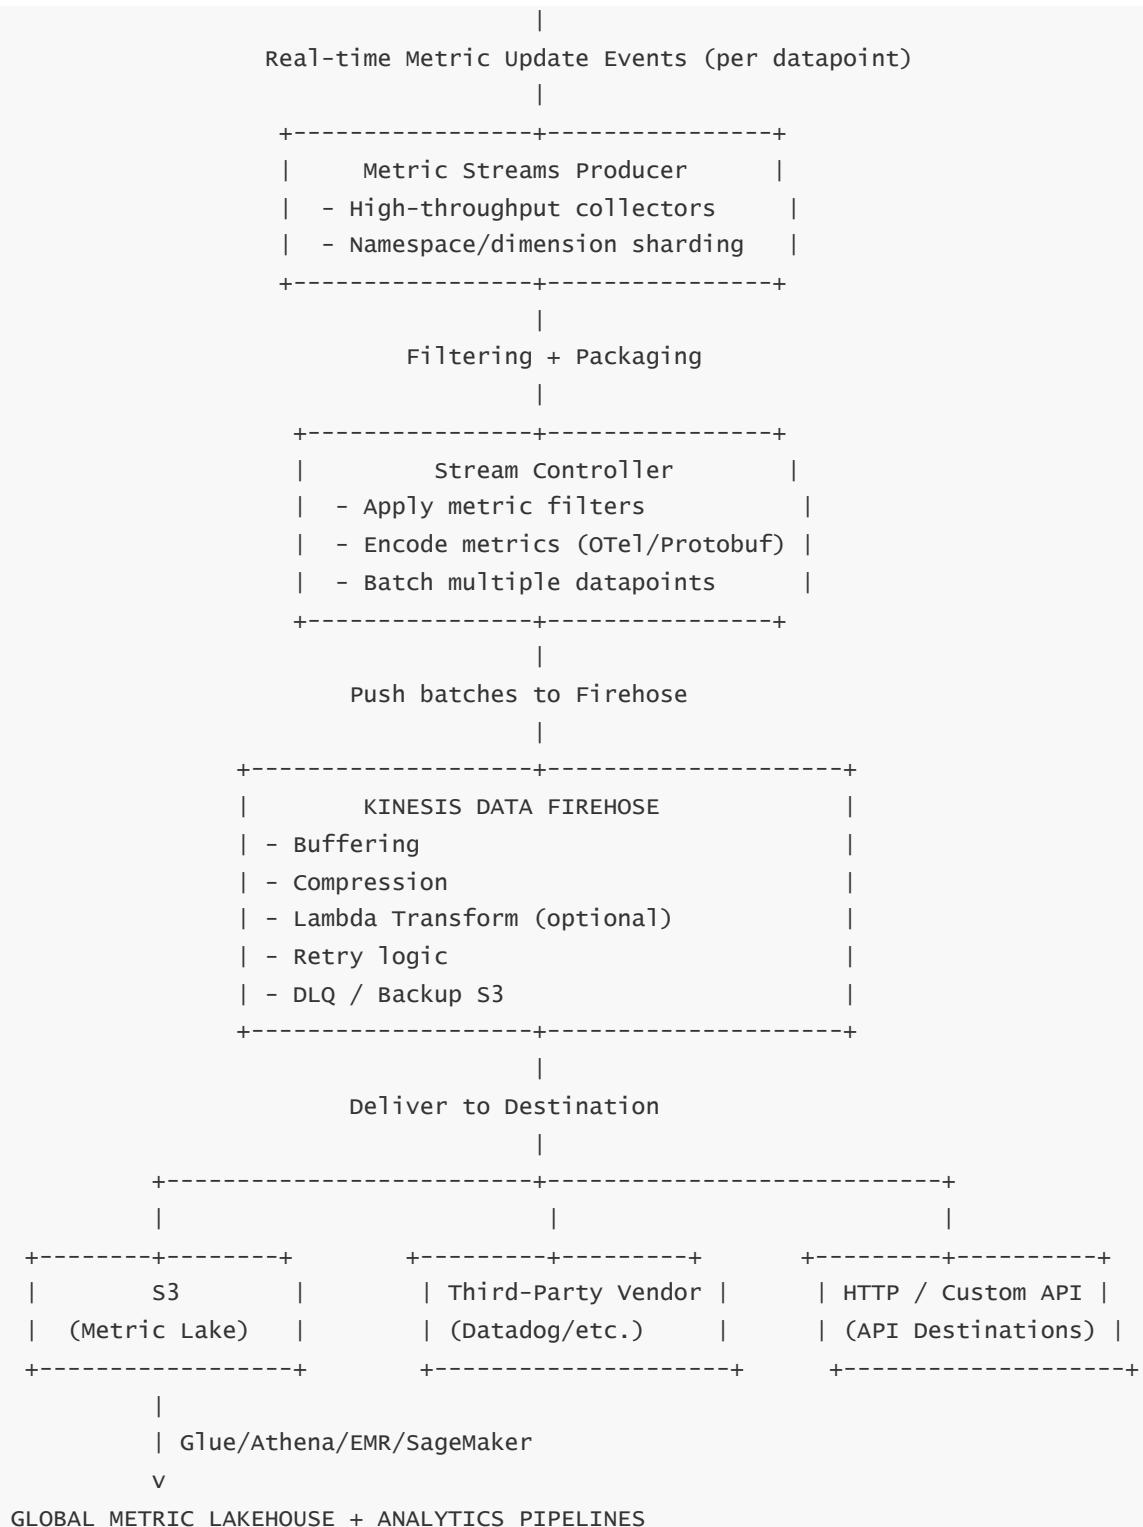 |
Real-time Metric Update Events (per datapoint)
|
+-----------------+----------------+
| Metric Streams Producer |
| - High-throughput collectors |
| - Namespace/dimension sharding |
+-----------------+----------------+
|
Filtering + Packaging
|
+----------------+----------------+
| Stream Controller |
| - Apply metric filters |
| - Encode metrics (OTel/Protobuf) |
| - Batch multiple datapoints |
+----------------+----------------+
|
Push batches to Firehose
|
+--------------------+---------------------+
| KINESIS DATA FIREHOSE |
| - Buffering |
| - Compression |
| - Lambda Transform (optional) |
| - Retry logic |
| - DLQ / Backup S3 |
+--------------------+---------------------+
|
Deliver to Destination
|
+--------------------------+----------------------------+
| | |
+--------+--------+ +---------+---------+ +---------+----------+
| S3 | | Third-Party Vendor | | HTTP / Custom API |
| (Metric Lake) | | (Datadog/etc.) | | (API Destinations) |
+------------------+ +---------------------+ +--------------------+
|
| Glue/Athena/EMR/SageMaker
v
GLOBAL METRIC LAKEHOUSE + ANALYTICS PIPELINES